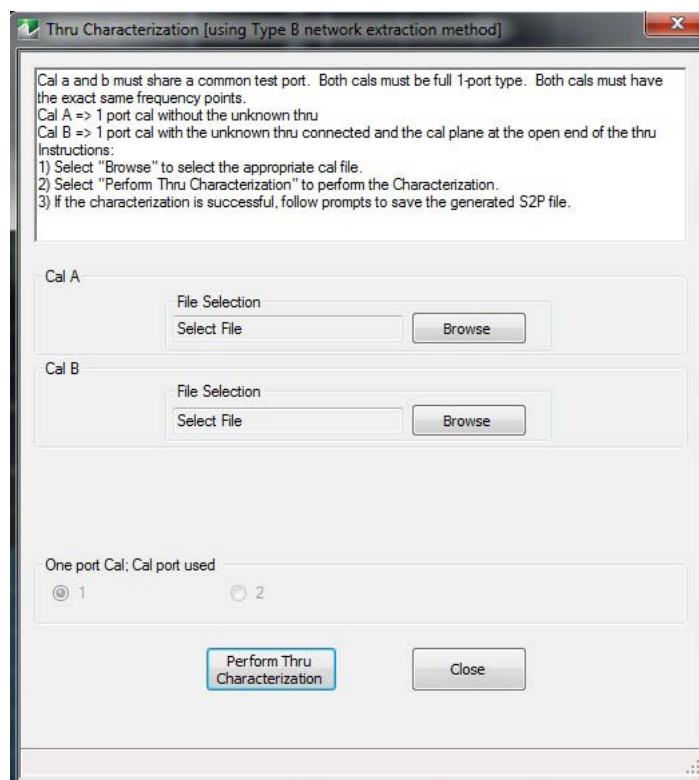 Thru Characterization [using Type B network extraction method]
Cal a and b must share a common test port.  Both cals must be full 1-port type.  Both cals must have
the exact same frequency points.
Cal A => 1 port cal without the unknown thru
Cal B => 1 port cal with the unknown thru connected and the cal plane at the open end of the thru
Instructions:
1) Select "Browse" to select the appropriate cal file.
2) Select "Perform Thru Characterization" to perform the Characterization.
3) If the characterization is successful, follow prompts to save the generated S2P file.
Cal A
File Selection
Select File
Browse
Cal B
File Selection
Select File
Browse
One port Cal; Cal port used
1
2
Perform Thru
Characterization
Close